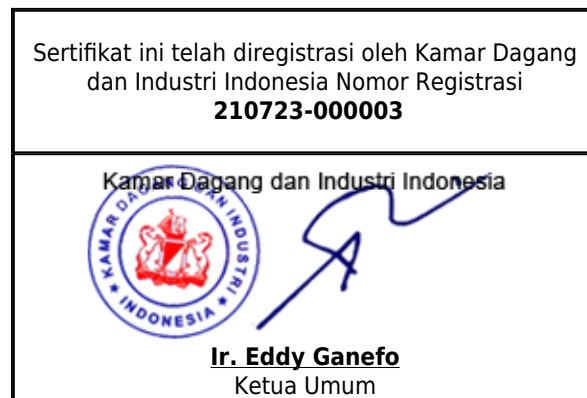 Sertifikat ini telah diregistrasi oleh Kamar Dagang
dan Industri Indonesia Nomor Registrasi
210723-000003
Kamar Dagang dan Industri Indonesia
KAMAR DAGANG DAN INDUSTRI
INDONESIA
Ir. Eddy Ganefo
Ketua Umum